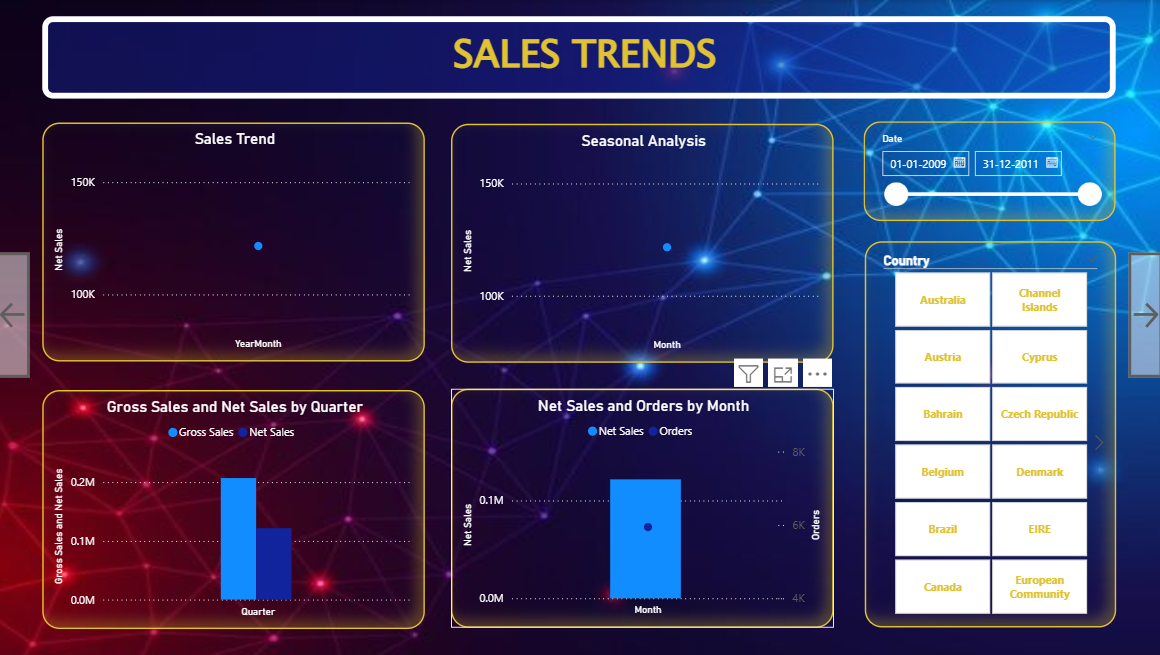 SALES TRENDS
Sales Trend
150K
100K
Net Sales
YearMonth
Seasonal Analysis
150K
100K
Net Sales
Month
Date
01-01-2009
31-12-2011
Country
Australia
Channel
Islands
Austria
Cyprus
Bahrain
Czech Republic
Belgium
Denmark
Brazil
EIRE
Canada
European
Community
Gross Sales and Net Sales by Quarter
Gross Sales Net Sales
0.2M
0.1M
0.0M
Gross Sales and Net Sales
Quarter
Net Sales and Orders by Month
Net Sales Orders
0.1M
0.0M
Net Sales
8K
6K
4K
Orders
Month